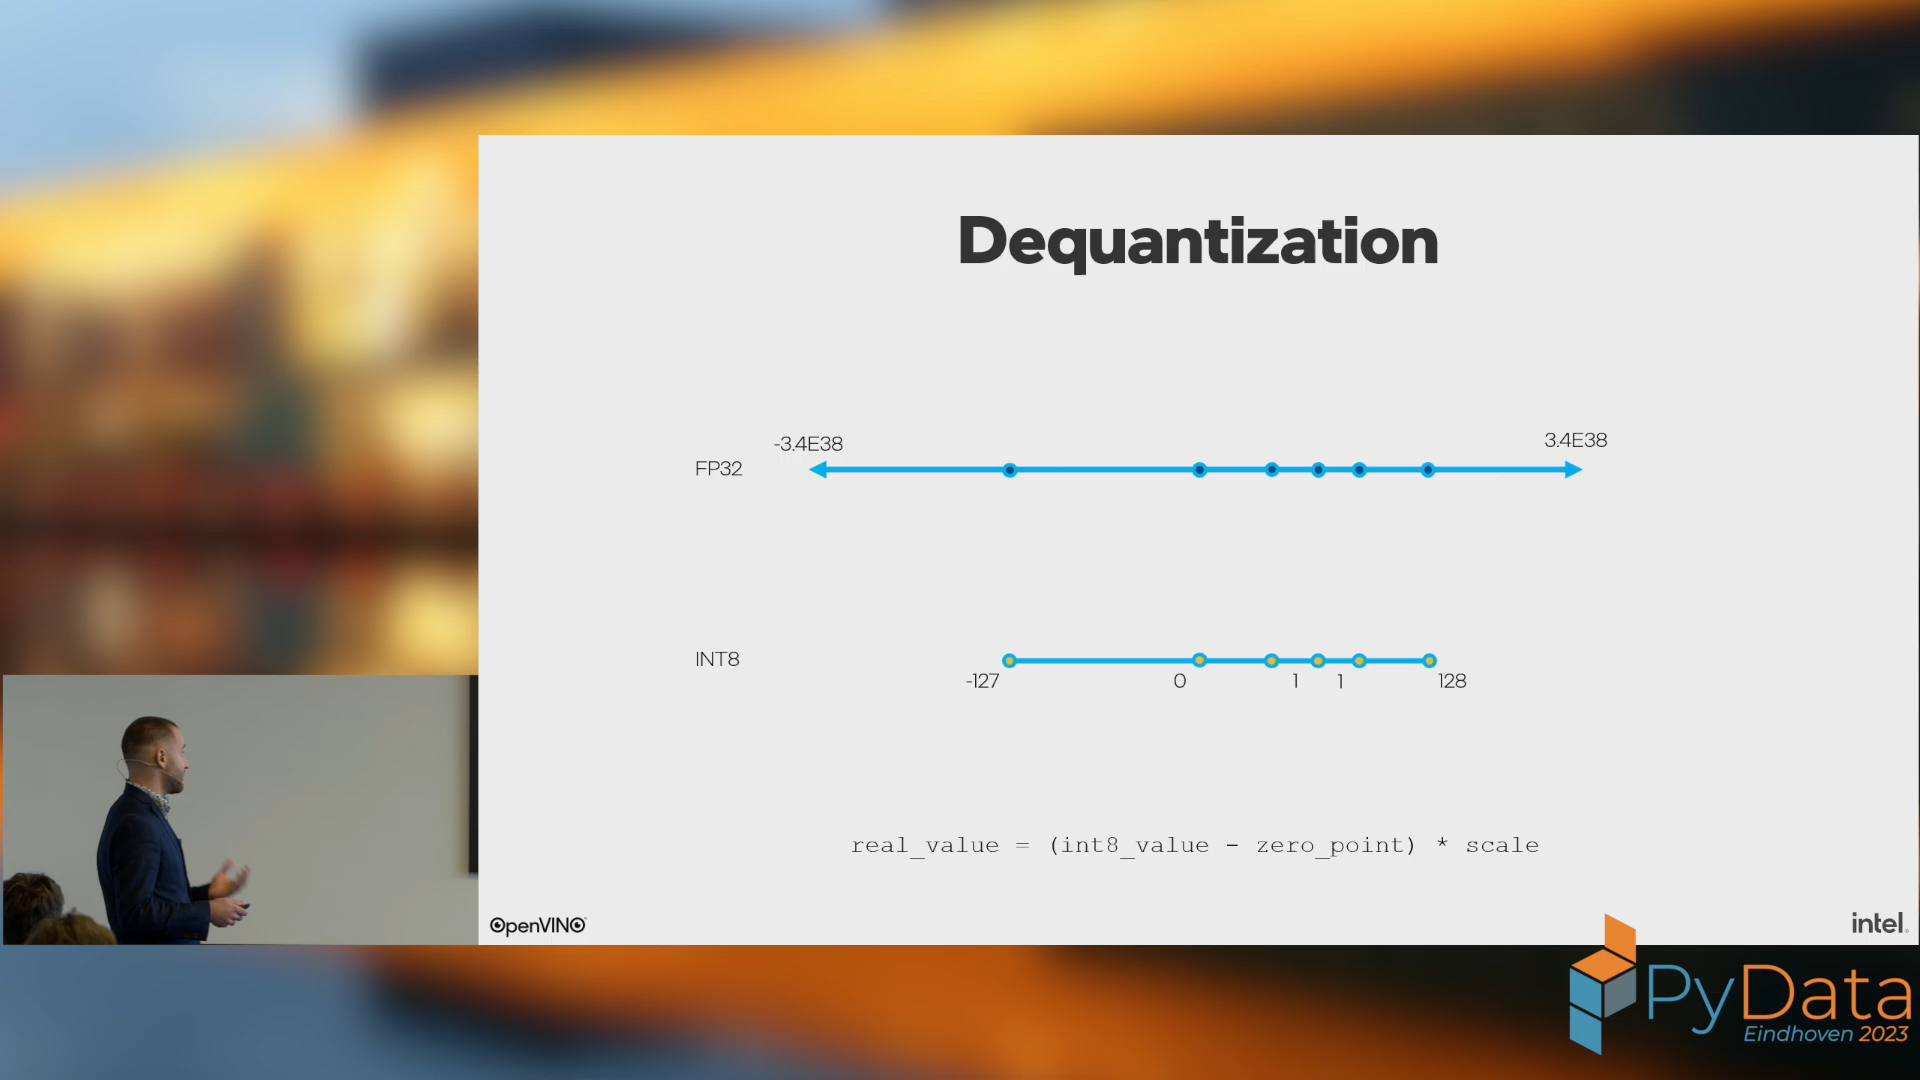 Dequantization
-3.4E38
3.4E38
FP32
INT8
-127
0
1
1
128
real_value = (int8_value - zero_point) * scale
OpenVINO
intel.
PyData
Eindhoven 2023